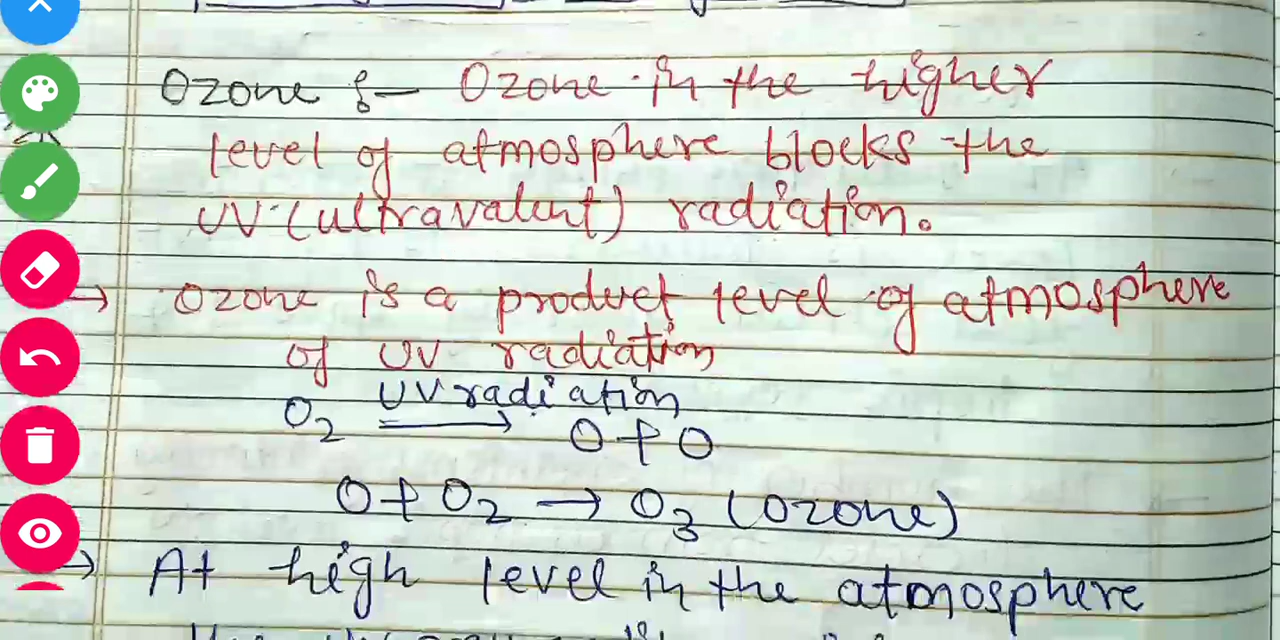 Ozone :- Ozone in the higher
level of atmosphere blocks the
UV (ultravalent) radiation.
→ Ozone is a product level of atmosphere
of UV radiation
O2 UV radiation → O + O
O + O2 → O3 (Ozone)
→ At high level in the atmosphere